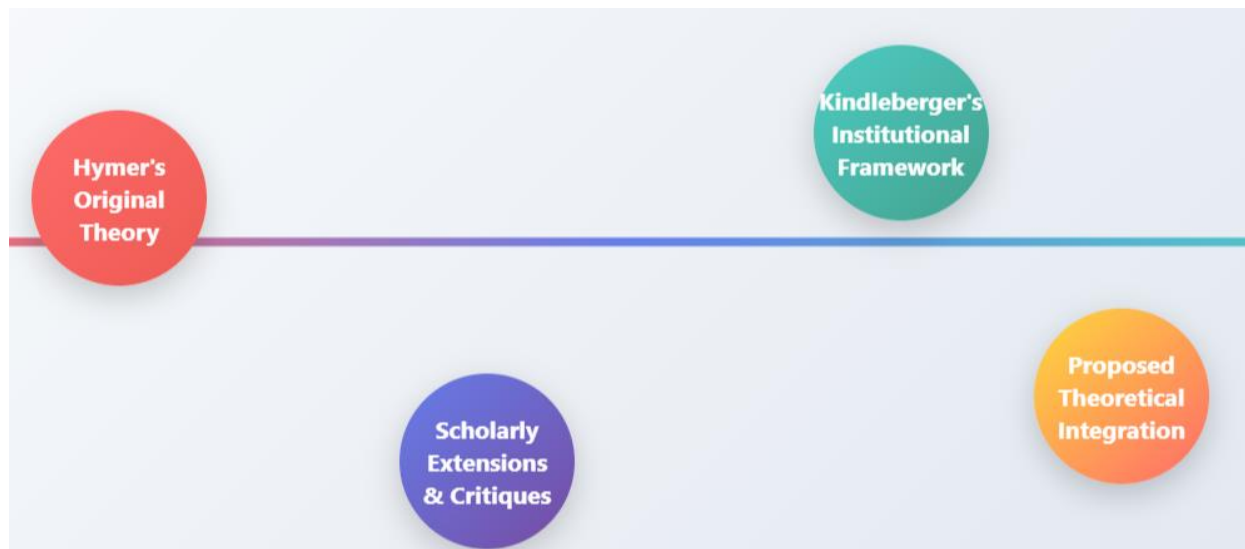 Hymer's
Original
Theory
Scholarly
Extensions
& Critiques
Kindleberger's
Institutional
Framework
Proposed
Theoretical
Integration